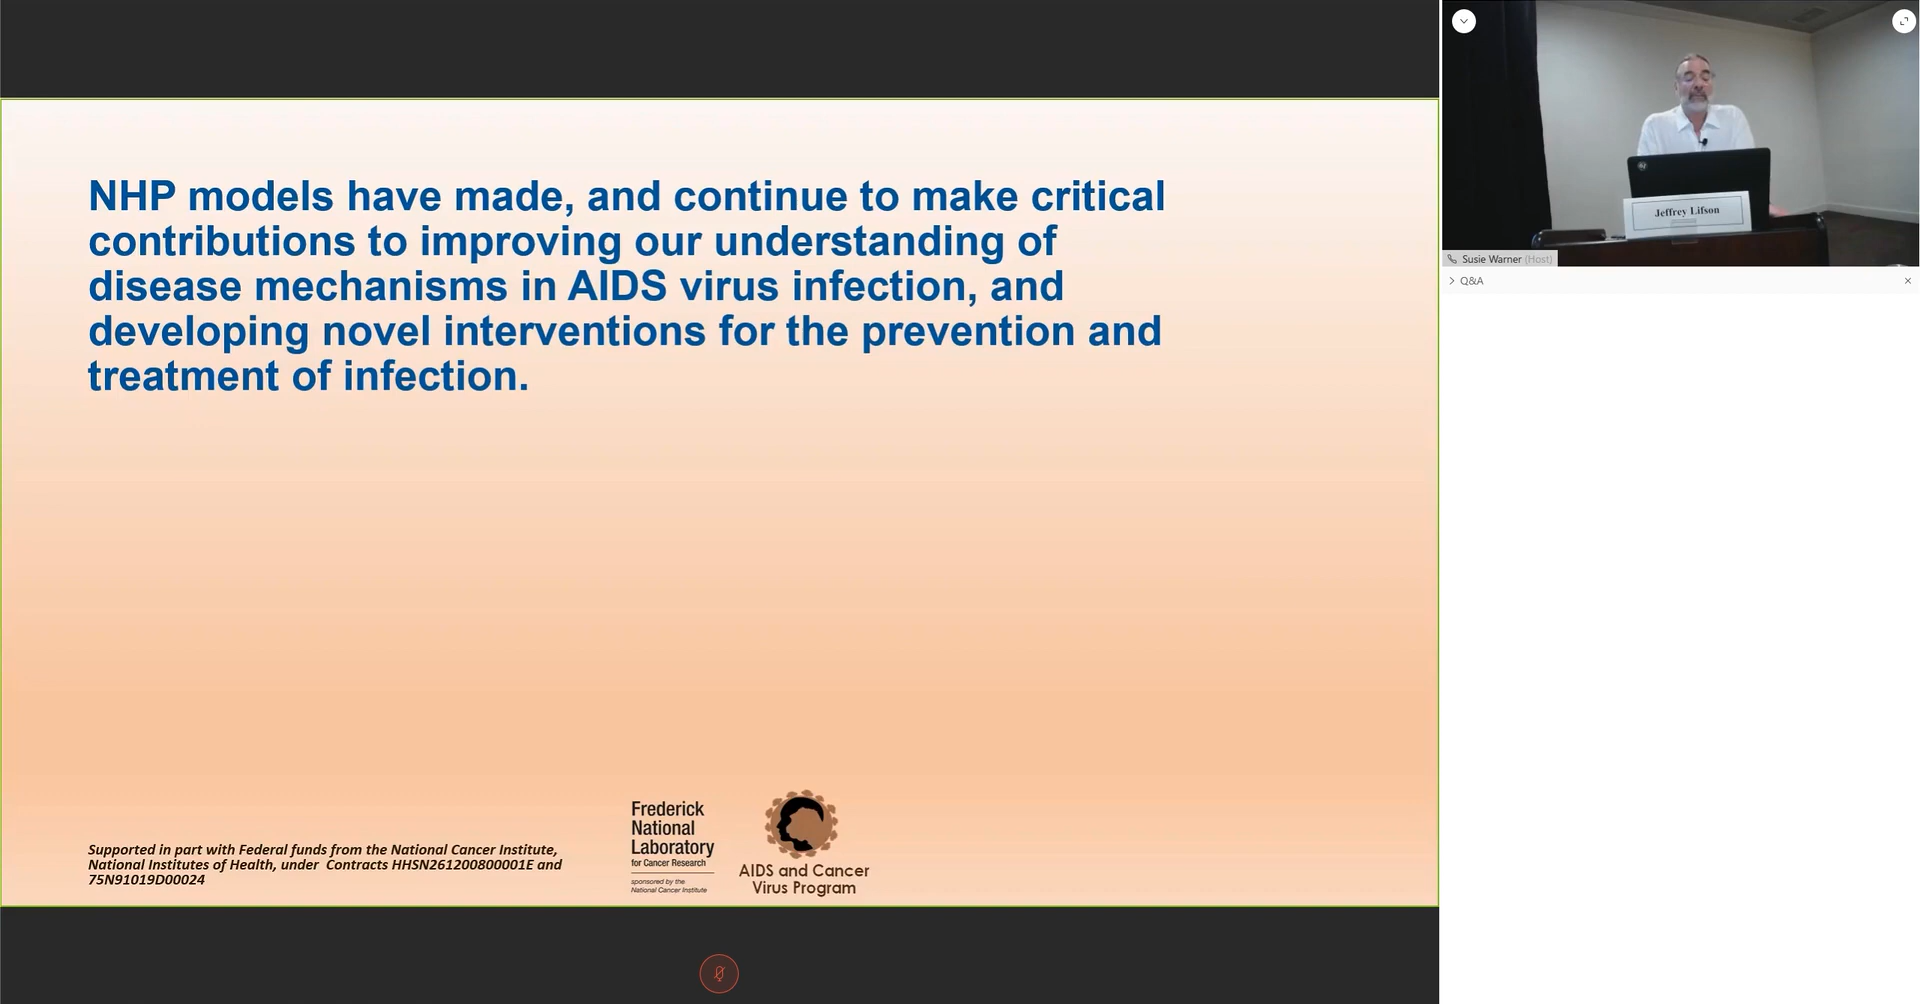 NHP models have made, and continue to make critical
contributions to improving our understanding of
disease mechanisms in AIDS virus infection, and
developing novel interventions for the prevention and
treatment of infection.
Supported in part with Federal funds from the National Cancer Institute,
National Institutes of Health, under  Contracts HHSN261200800001E and
75N91019D00024
Frederick
National
Laboratory
for Cancer Research
sponsored by the
National Cancer Institute
AIDS and Cancer
Virus Program
Jeffrey Lifson
Susie Warner (Host)
Q&A